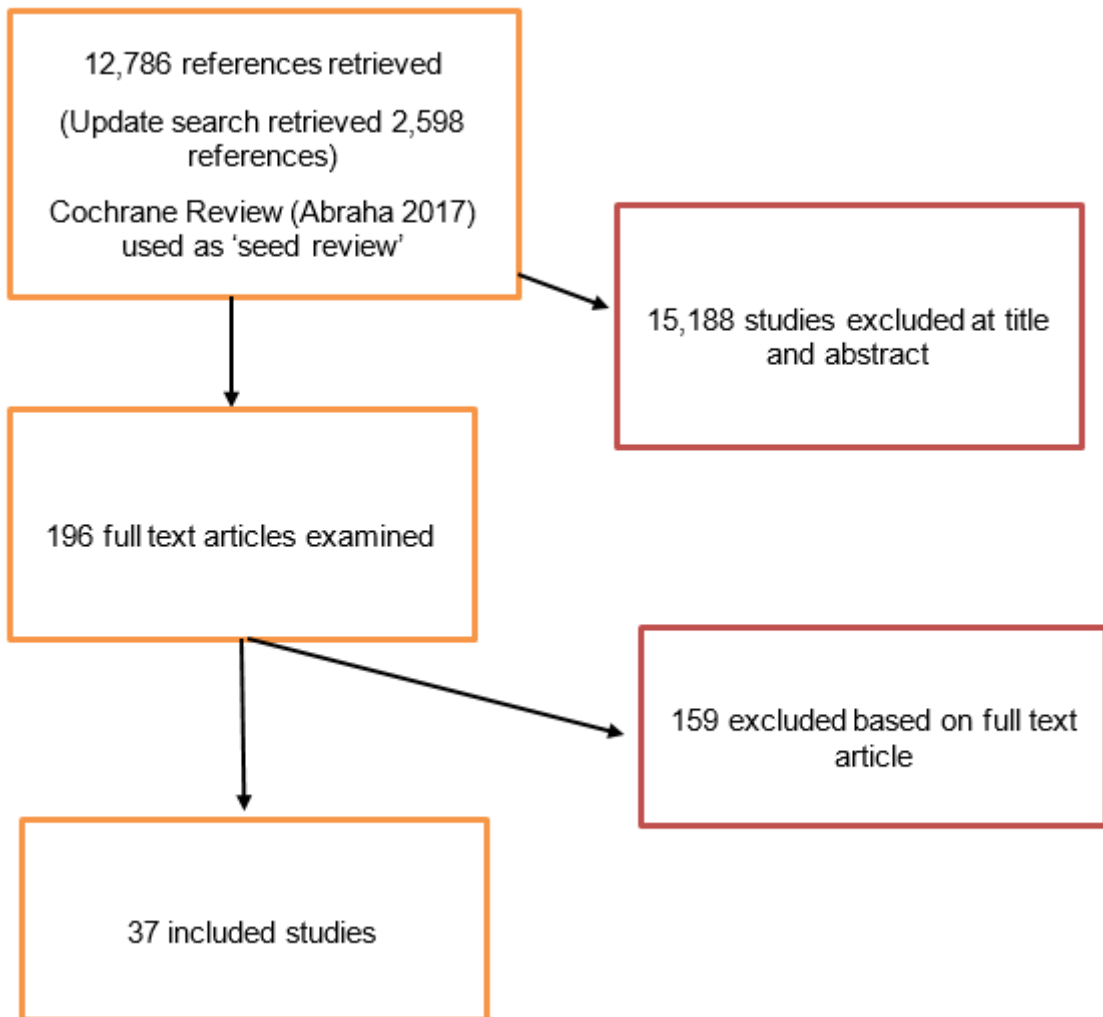 12,786 references retrieved
(Update search retrieved 2,598
references)
Cochrane Review (Abraha 2017)
used as ‘seed review’
15,188 studies excluded at title
and abstract
196 full text articles examined
159 excluded based on full text
article
37 included studies